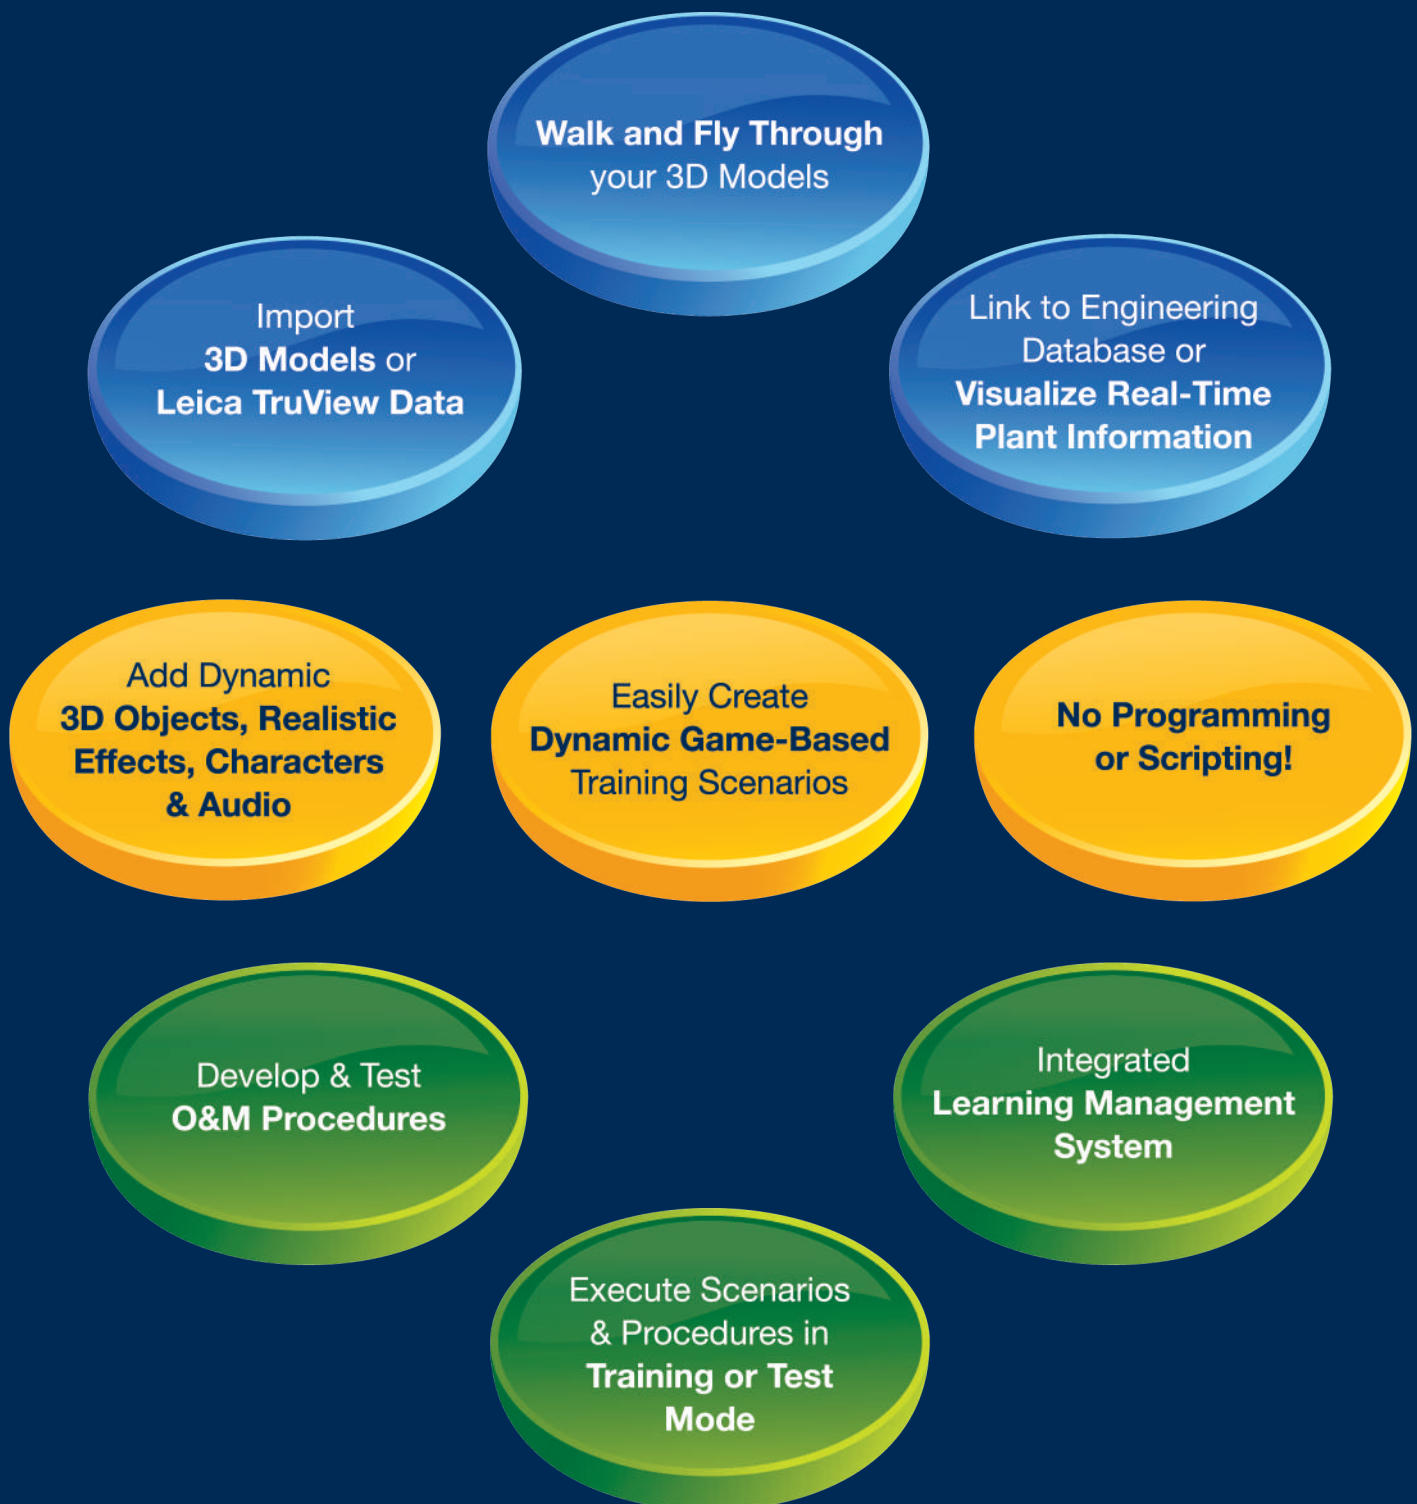 Walk and Fly Through
your 3D Models
Import
3D Models or
Leica TruView Data
Link to Engineering
Database or
Visualize Real-Time
Plant Information
Add Dynamic
3D Objects, Realistic
Effects, Characters
& Audio
Easily Create
Dynamic Game-Based
Training Scenarios
No Programming
or Scripting!
Develop & Test
O&M Procedures
Integrated
Learning Management
System
Execute Scenarios
& Procedures in
Training or Test
Mode